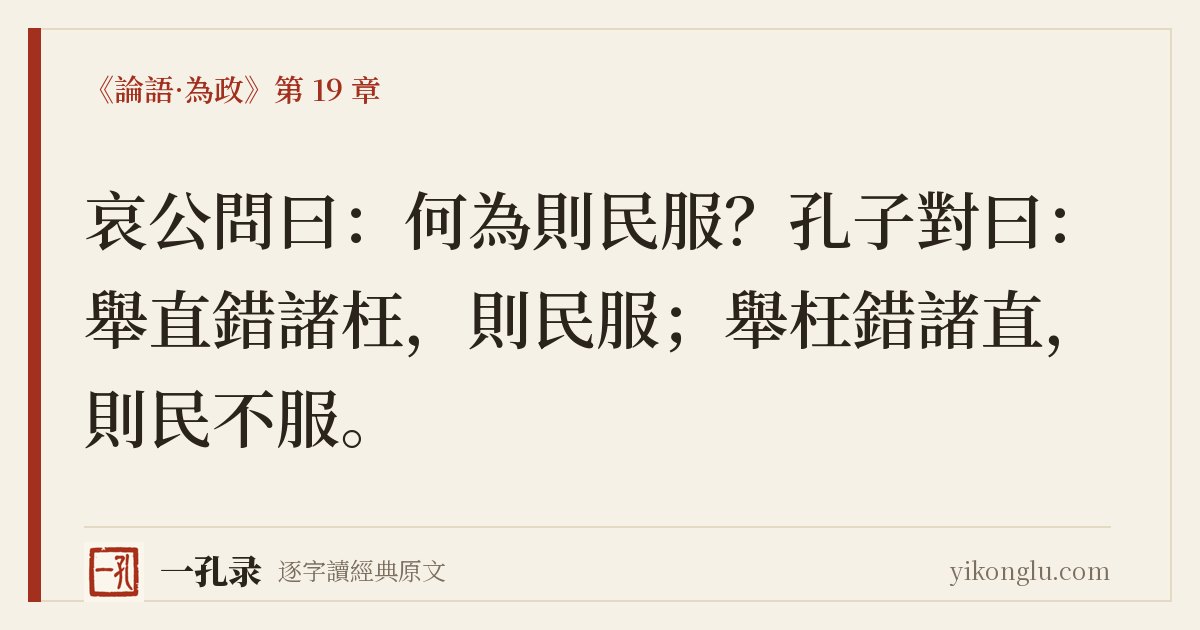 《論語·為政》第 19 章
哀公問曰：何為則民服？孔子對曰：
舉直錯諸枉，則民服；舉枉錯諸直，
則民不服。
一孔
一孔录 逐字讀經典原文 yikonglu.com